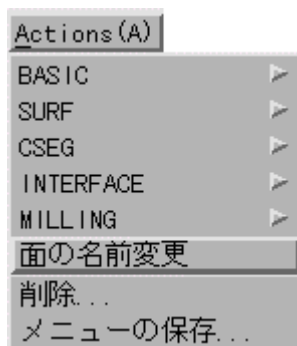 Actions(A)
BASIC
SURF
CSEG
INTERFACE
MILLING
面の名前変更
削除...
メニューの保存...